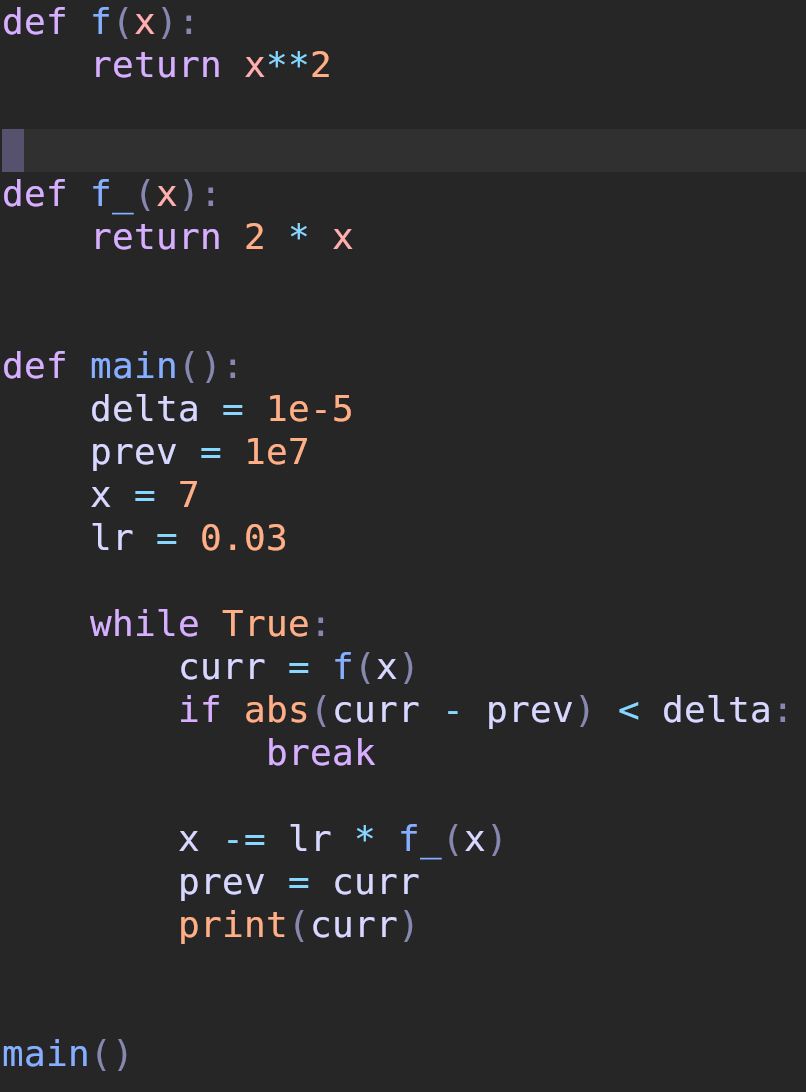 def f(x):
    return x**2

def f_(x):
    return 2 * x

def main():
    delta = 1e-5
    prev = 1e7
    x = 7
    lr = 0.03

    while True:
        curr = f(x)
        if abs(curr - prev) < delta:
            break

        x -= lr * f_(x)
        prev = curr
        print(curr)

main()